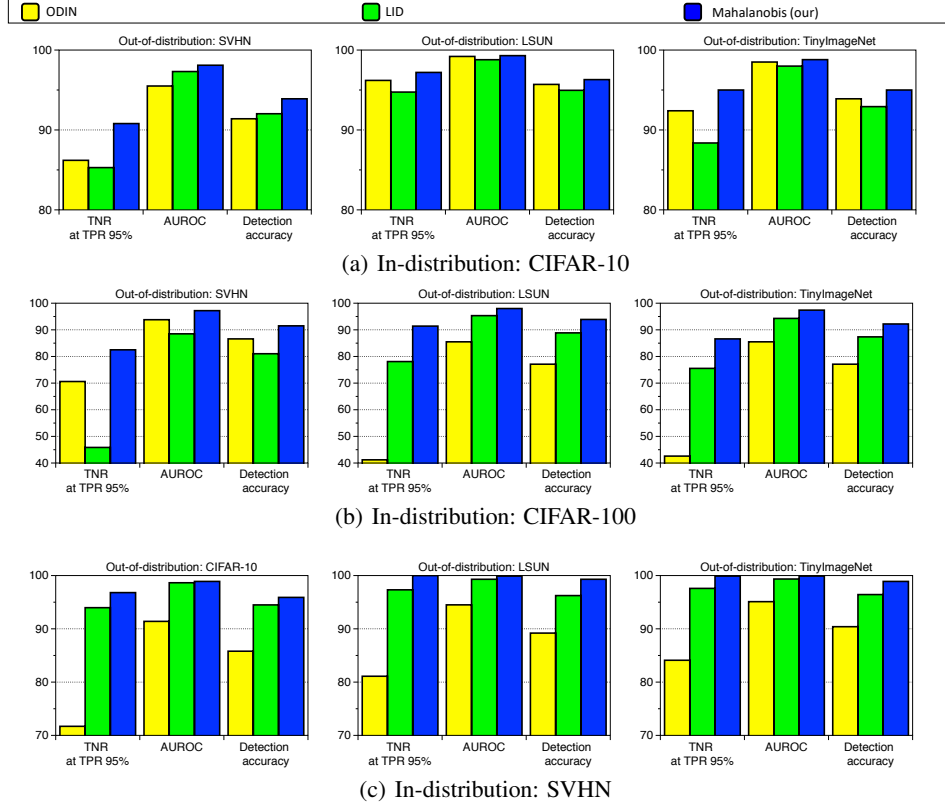 ODIN LID Mahalanobis (our)
Out-of-distribution: SVHN Out-of-distribution: LSUN Out-of-distribution: TinyImageNet
100 100 100
90 90 90
80 80 80
TNR AUROC Detection TNR AUROC Detection TNR AUROC Detection
at TPR 95% accuracy at TPR 95% accuracy at TPR 95% accuracy
(a) In-distribution: CIFAR-10
Out-of-distribution: SVHN Out-of-distribution: LSUN Out-of-distribution: TinyImageNet
100 100 100
90 90 90
80 80 80
70 70 70
60 60 60
50 50 50
40 40 40
TNR AUROC Detection TNR AUROC Detection TNR AUROC Detection
at TPR 95% accuracy at TPR 95% accuracy at TPR 95% accuracy
(b) In-distribution: CIFAR-100
Out-of-distribution: CIFAR-10 Out-of-distribution: LSUN Out-of-distribution: TinyImageNet
100 100 100
90 90 90
80 80 80
70 70 70
TNR AUROC Detection TNR AUROC Detection TNR AUROC Detection
at TPR 95% accuracy at TPR 95% accuracy at TPR 95% accuracy
(c) In-distribution: SVHN